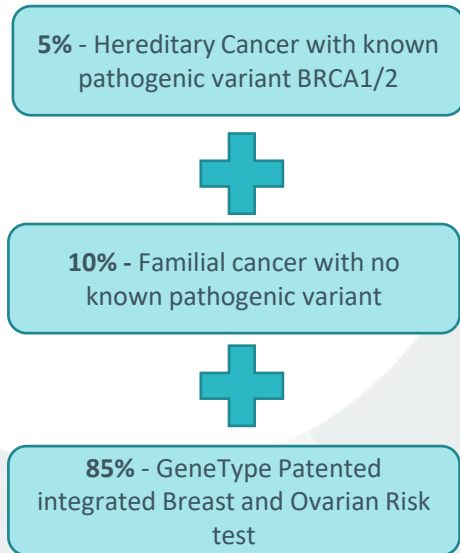 5% - Hereditary Cancer with known
pathogenic variant BRCA1/2
10% - Familial cancer with no
known pathogenic variant
85% - GeneType Patented
integrated Breast and Ovarian Risk
test